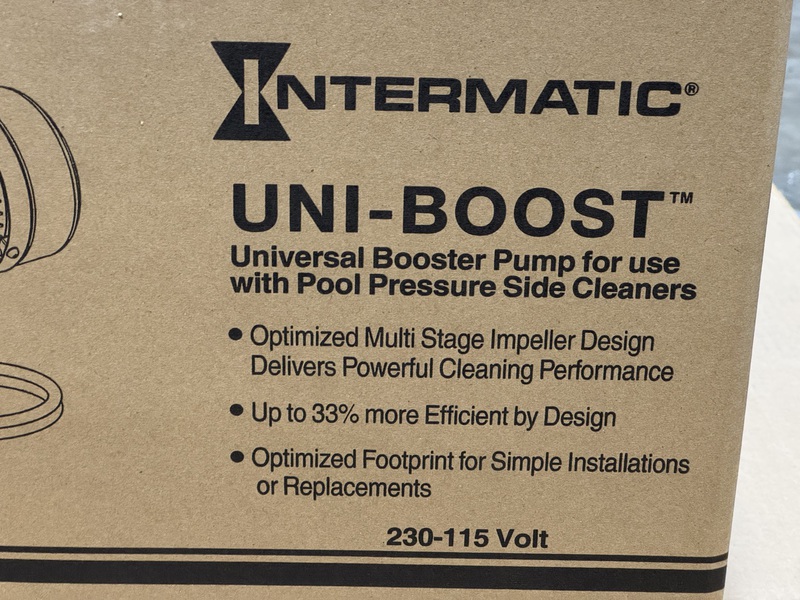 INTERMATIC®
UNI-BOOST™
Universal Booster Pump for use
with Pool Pressure Side Cleaners
• Optimized Multi Stage Impeller Design
Delivers Powerful Cleaning Performance
• Up to 33% more Efficient by Design
• Optimized Footprint for Simple Installations
or Replacements
230-115 Volt